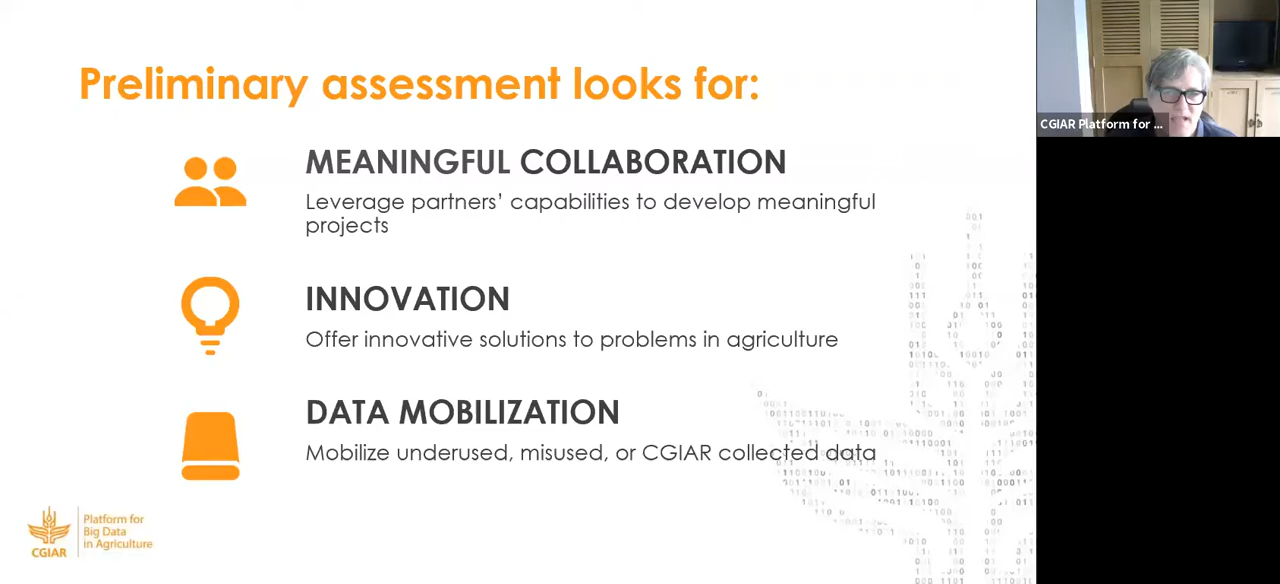 Preliminary assessment looks for:
MEANINGFUL COLLABORATION
Leverage partners' capabilities to develop meaningful
projects
INNOVATION
Offer innovative solutions to problems in agriculture
DATA MOBILIZATION
Mobilize underused, misused, or CGIAR collected data
CGIAR
Platform for
Big Data
in Agriculture
CGIAR Platform for ...